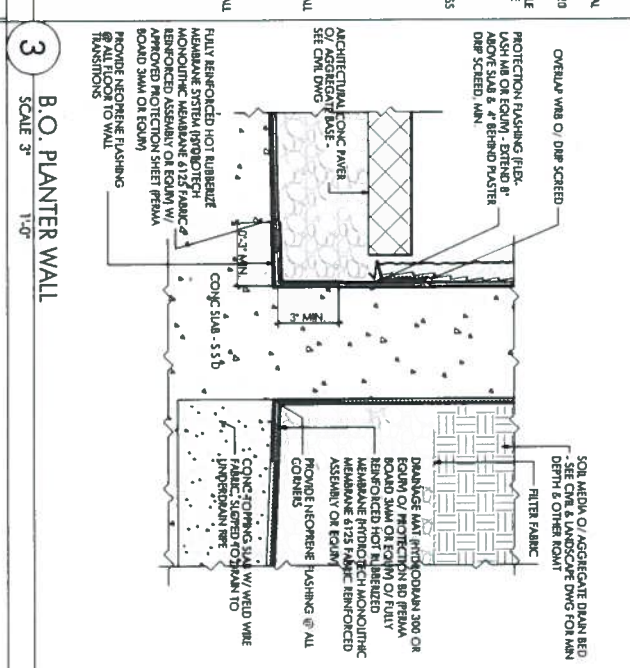 OVERLAP WRB O/ DRIP SCREED
PROTECTION FLASHING (FLEX-
LASH MB OR EQUIV) - EXTEND 8"
ABOVE SLAB & 4" BEHIND PLASTER
DRIP SCREED, MIN.
ARCHITECTURAL CONC PAVER
O/ AGGREGATE BASE -
SEE CIVIL DWG
FULLY REINFORCED HOT RUBBERIZE
MEMBRANE SYSTEM (HYDROTECH
MONOLITHIC MEMBRANE 6125 FABRIC
REINFORCED ASSEMBLY OR EQUIV) W/
APPROVED PROTECTION SHEET (PERMA
BOARD 3MM OR EQUIV)
PROVIDE NEOPRENE FLASHING
@ ALL FLOOR TO WALL
TRANSITIONS
0'-3" MIN.
3" MIN.
CONC SLAB - S S D
SOIL MEDIA O/ AGGREGATE DRAIN BED
- SEE CIVIL & LANDSCAPE DWG FOR MIN
DEPTH & OTHER RQMT
FILTER FABRIC
DRAINAGE MAT (HYDRODRAIN 300 OR
EQUIV) O/ PROTECTION BD (PERMA
BOARD 3MM OR EQUIV) O/ FULLY
REINFORCED HOT RUBBERIZED
MEMBRANE (HYDROTECH MONOLITHIC
MEMBRANE 6125 FABRIC REINFORCED
ASSEMBLY OR EQUIV)
PROVIDE NEOPRENE FLASHING @ ALL
CORNERS
CONC TOPPING SLAB W/ WELD WIRE
FABRIC, SLOPED TO DRAIN TO
UNDERDRAIN PIPE
3
B.O. PLANTER WALL
SCALE 3" 1'-0"